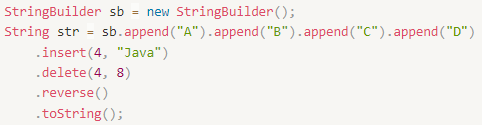 StringBuilder sb = new StringBuilder();
String str = sb.append("A").append("B").append("C").append("D")
    .insert(4, "Java")
    .delete(4, 8)
    .reverse()
    .toString();